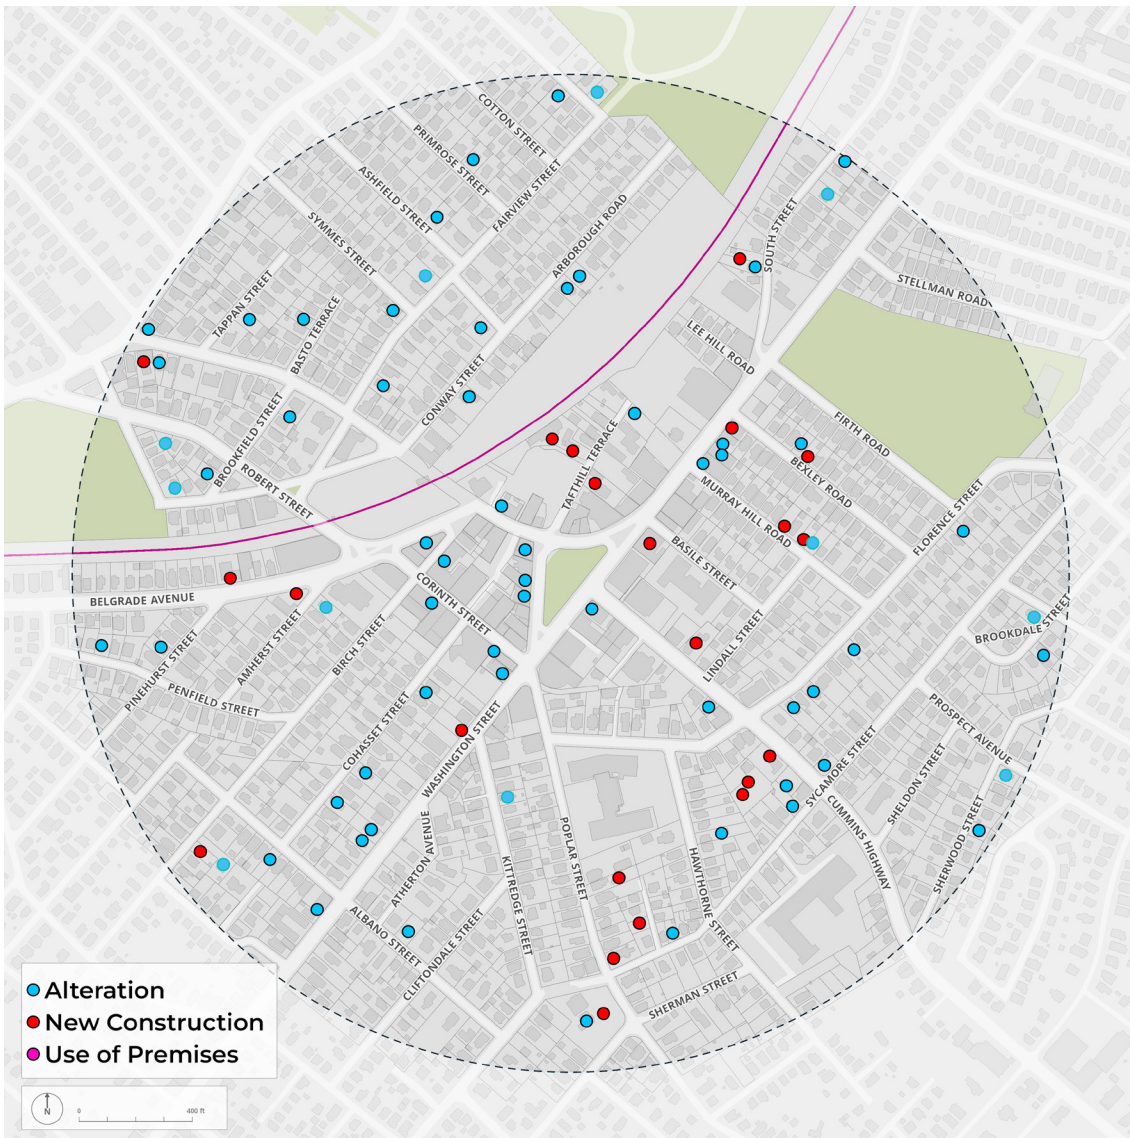 COTTON STREET
PRIMROSE STREET
FAIRVIEW STREET
ASHFIELD STREET
ARBOROUGH ROAD
SOUTH STREET
SYMMES STREET
STELLMAN ROAD
TAPPAN STREET
BASTO TERRACE
LEE HILL ROAD
CONWAY STREET
FIRTH ROAD
BROOKFIELD STREET
TAFTHILL TERRACE
BEXLEY ROAD
ROBERT STREET
MURRAY HILL ROAD
FLORENCE STREET
BASILE STREET
BELGRADE AVENUE
CORINTH STREET
BROOKDALE STREET
AMHERST STREET
BIRCH STREET
LINDALL STREET
PINEHURST STREET
PENFIELD STREET
COHASSET STREET
WASHINGTON STREET
PROSPECT AVENUE
SYCAMORE STREET
SHELDON STREET
CUMMINS HIGHWAY
SHERWOOD STREET
ATHERTON AVENUE
POPLAR STREET
KITTREDGE STREET
HAWTHORNE STREET
ALBANO STREET
CLIFTONDALE STREET
SHERMAN STREET
Alteration
New Construction
Use of Premises
N
0
400 ft